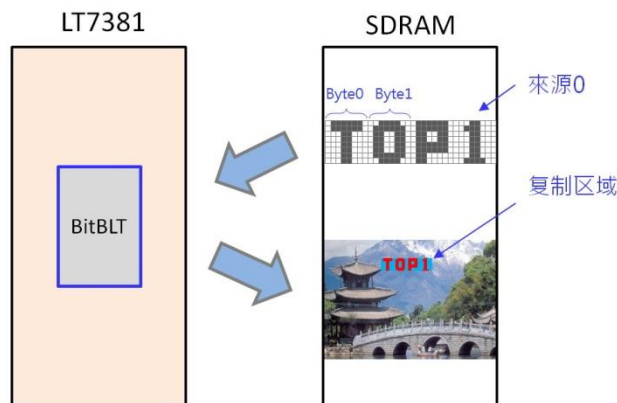 LT7381
SDRAM
Byte0 Byte1
來源0
TOP1
复制区域
BitBLT
TOP1